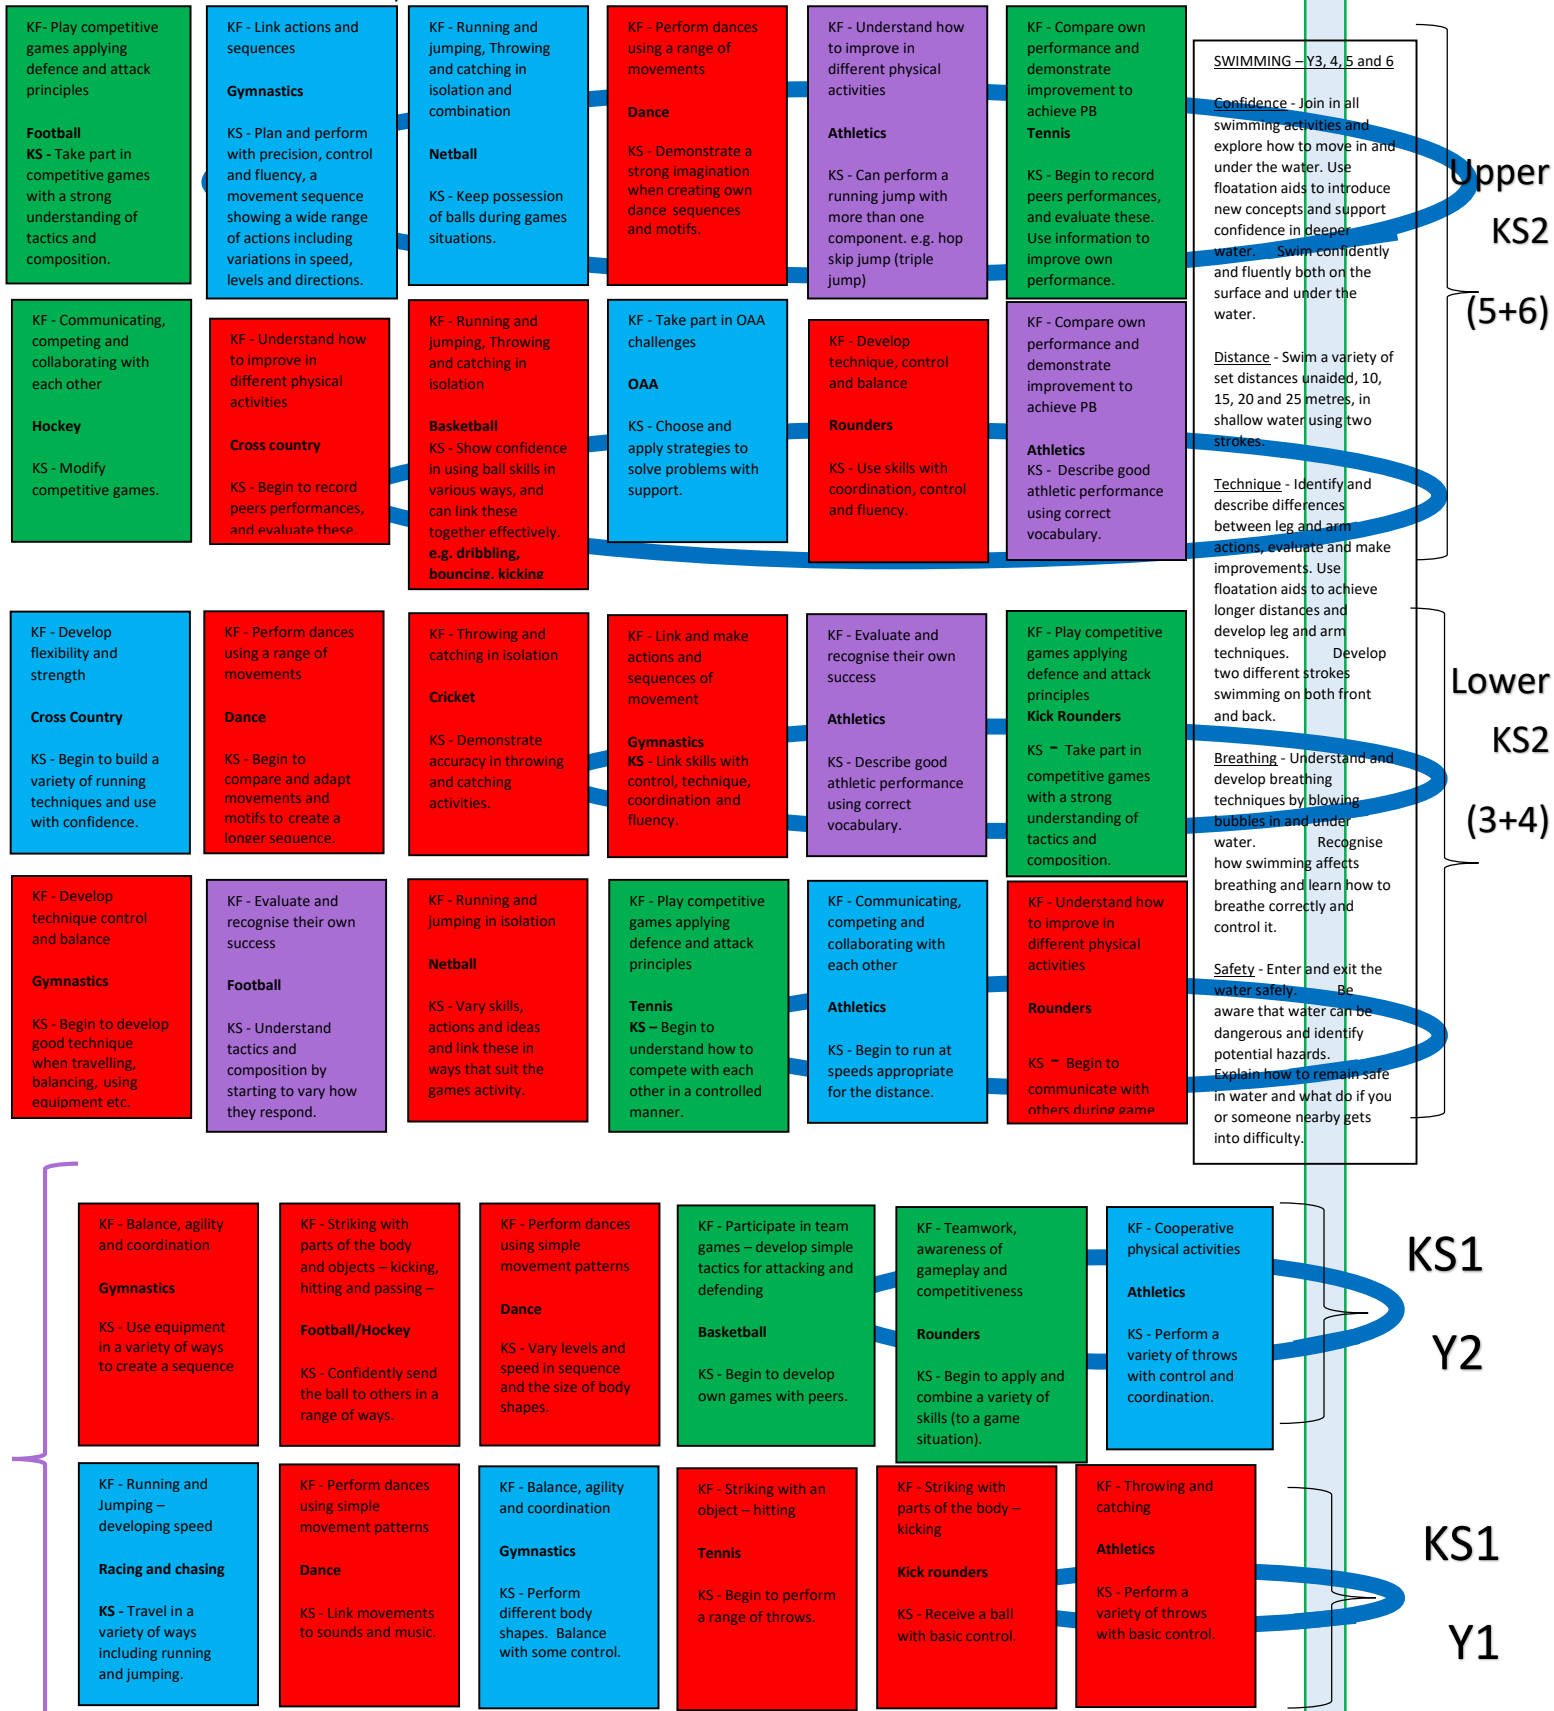 KF- Play competitive
games applying
defence and attack
principles
Football
KS - Take part in
competitive games
with a strong
understanding of
tactics and
composition.
KF - Link actions and
sequences
Gymnastics
KS - Plan and perform
with precision, control
and fluency, a
movement sequence
showing a wide range
of actions including
variations in speed,
levels and directions.
KF - Running and
jumping, Throwing
and catching in
isolation and
combination
Netball
KS - Keep possession
of balls during games
situations.
KF - Perform dances
using a range of
movements
Dance
KS - Demonstrate a
strong imagination
when creating own
dance sequences
and motifs.
KF - Understand how
to improve in
different physical
activities
Athletics
KS - Can perform a
running jump with
more than one
component. e.g. hop
skip jump (triple
jump)
KF - Compare own
performance and
demonstrate
improvement to
achieve PB
Tennis
KS - Begin to record
peers performances,
and evaluate these.
Use information to
improve own
performance.
SWIMMING – Y3, 4, 5 and 6
Confidence - Join in all
swimming activities and
explore how to move in and
under the water. Use
floatation aids to introduce
new concepts and support
confidence in deeper
water. Swim confidently
and fluently both on the
surface and under the
water.
Distance - Swim a variety of
set distances unaided, 10,
15, 20 and 25 metres, in
shallow water using two
strokes.
Technique - Identify and
describe differences
between leg and arm
actions, evaluate and make
improvements. Use
floatation aids to achieve
longer distances and
develop leg and arm
techniques. Develop
two different strokes
swimming on both front
and back.
Breathing - Understand and
develop breathing
techniques by blowing
bubbles in and under
water. Recognise
how swimming affects
breathing and learn how to
breathe correctly and
control it.
Safety - Enter and exit the
water safely. Be
aware that water can be
dangerous and identify
potential hazards.
Explain how to remain safe
in water and what do if you
or someone nearby gets
into difficulty.
Upper
KS2
(5+6)
KF - Communicating,
competing and
collaborating with
each other
Hockey
KS - Modify
competitive games.
KF - Understand how
to improve in
different physical
activities
Cross country
KS - Begin to record
peers performances,
and evaluate these.
KF - Running and
jumping, Throwing
and catching in
isolation
Basketball
KS - Show confidence
in using ball skills in
various ways, and
can link these
together effectively.
e.g. dribbling,
bouncing, kicking
KF - Take part in OAA
challenges
OAA
KS - Choose and
apply strategies to
solve problems with
support.
KF - Develop
technique, control
and balance
Rounders
KS - Use skills with
coordination, control
and fluency.
KF - Compare own
performance and
demonstrate
improvement to
achieve PB
Athletics
KS - Describe good
athletic performance
using correct
vocabulary.
KF - Develop
flexibility and
strength
Cross Country
KS - Begin to build a
variety of running
techniques and use
with confidence.
KF - Perform dances
using a range of
movements
Dance
KS - Begin to
compare and adapt
movements and
motifs to create a
longer sequence.
KF - Throwing and
catching in isolation
Cricket
KS - Demonstrate
accuracy in throwing
and catching
activities.
KF - Link and make
actions and
sequences of
movement
Gymnastics
KS - Link skills with
control, technique,
coordination and
fluency.
KF - Evaluate and
recognise their own
success
Athletics
KS - Describe good
athletic performance
using correct
vocabulary.
KF - Play competitive
games applying
defence and attack
principles
Kick Rounders
KS - Take part in
competitive games
with a strong
understanding of
tactics and
composition.
Lower
KS2
(3+4)
KF - Develop
technique control
and balance
Gymnastics
KS - Begin to develop
good technique
when travelling,
balancing, using
equipment etc.
KF - Evaluate and
recognise their own
success
Football
KS - Understand
tactics and
composition by
starting to vary how
they respond.
KF - Running and
jumping in isolation
Netball
KS - Vary skills,
actions and ideas
and link these in
ways that suit the
games activity.
KF - Play competitive
games applying
defence and attack
principles
Tennis
KS – Begin to
understand how to
compete with each
other in a controlled
manner.
KF - Communicating,
competing and
collaborating with
each other
Athletics
KS - Begin to run at
speeds appropriate
for the distance.
KF - Understand how
to improve in
different physical
activities
Rounders
KS - Begin to
communicate with
others during game
KF - Balance, agility
and coordination
Gymnastics
KS - Use equipment
in a variety of ways
to create a sequence
KF - Striking with
parts of the body
and objects – kicking,
hitting and passing –
Football/Hockey
KS - Confidently send
the ball to others in a
range of ways.
KF - Perform dances
using simple
movement patterns
Dance
KS - Vary levels and
speed in sequence
and the size of body
shapes.
KF - Participate in team
games – develop simple
tactics for attacking and
defending
Basketball
KS - Begin to develop
own games with peers.
KF - Teamwork,
awareness of
gameplay and
competitiveness
Rounders
KS - Begin to apply and
combine a variety of
skills (to a game
situation).
KF - Cooperative
physical activities
Athletics
KS - Perform a
variety of throws
with control and
coordination.
KS1
Y2
KF - Running and
Jumping –
developing speed
Racing and chasing
KS - Travel in a
variety of ways
including running
and jumping.
KF - Perform dances
using simple
movement patterns
Dance
KS - Link movements
to sounds and music.
KF - Balance, agility
and coordination
Gymnastics
KS - Perform
different body
shapes. Balance
with some control.
KF - Striking with an
object – hitting
Tennis
KS - Begin to perform
a range of throws.
KF - Striking with
parts of the body –
kicking
Kick rounders
KS - Receive a ball
with basic control.
KF - Throwing and
catching
Athletics
KS - Perform a
variety of throws
with basic control.
KS1
Y1